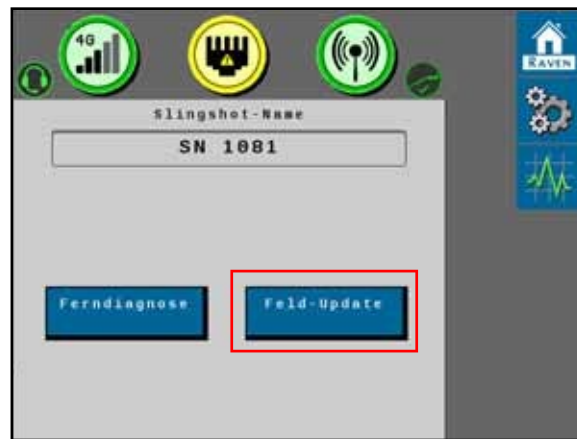 4G
RAVEN
Slingshot-Name
SN 1081
Ferndiagnose
Feld-Update